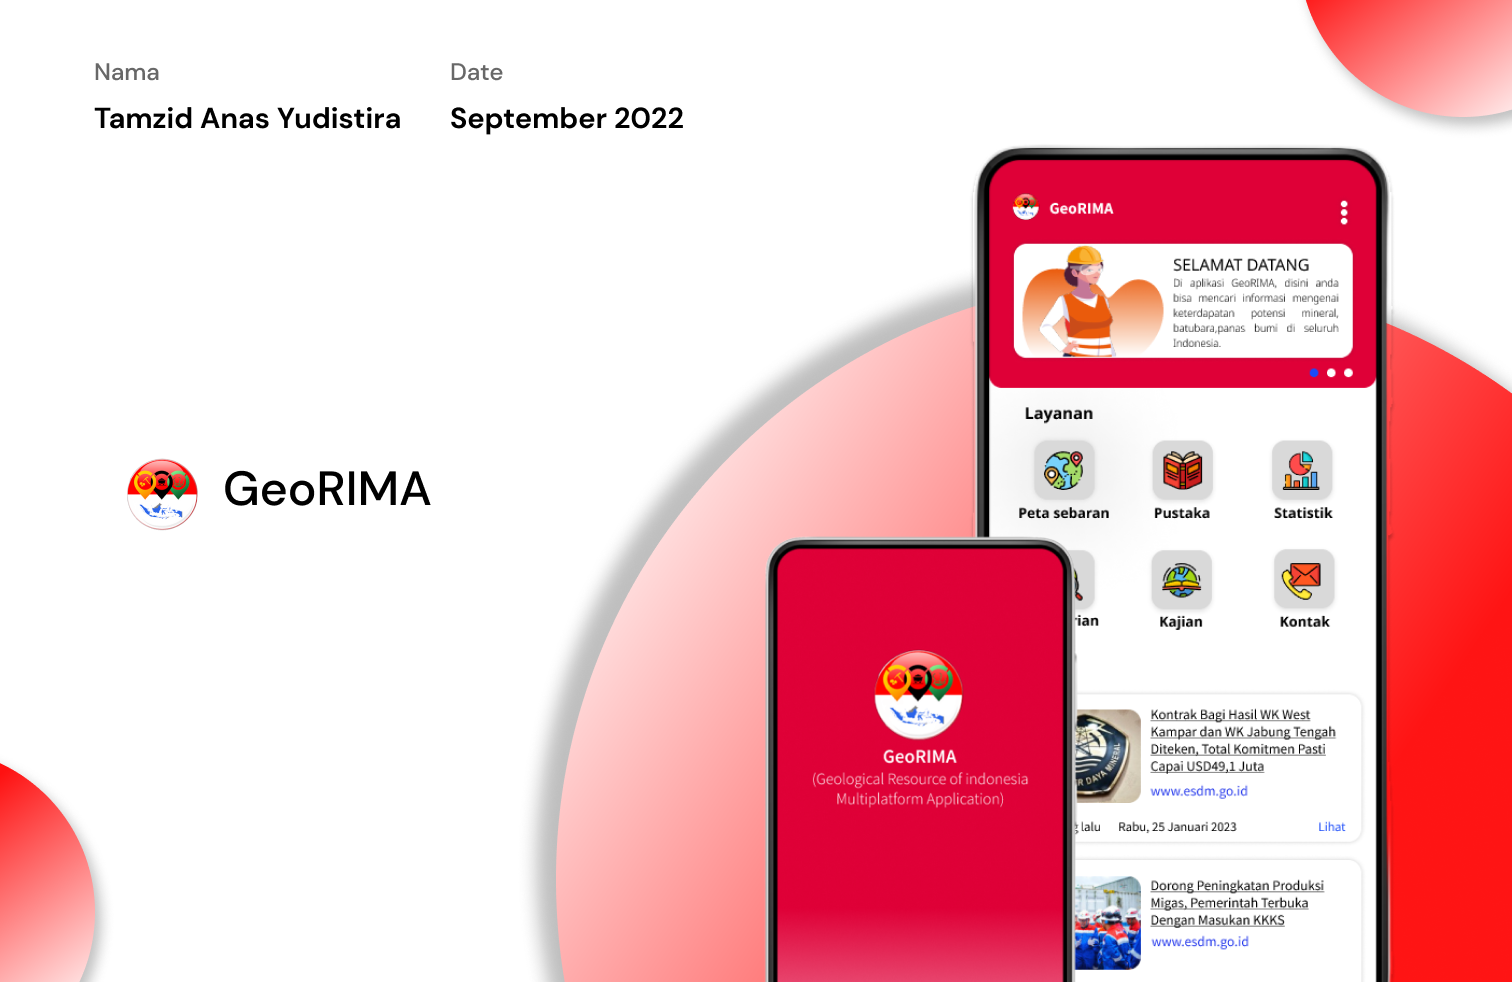 Nama
Tamzid Anas Yudistira
Date
September 2022
GeoRIMA
GeoRIMA
SELAMAT DATANG
Di aplikasi GeoRIMA, disini anda
bisa mencari informasi mengenai
keterdapatan potensi mineral,
batubara,panas bumi di seluruh
Indonesia.
Layanan
Peta sebaran
Pustaka
Statistik
rian
Kajian
Kontak
GeoRIMA
(Geological Resource of indonesia
Multiplatform Application)
R DAYA MINERAL
Kontrak Bagi Hasil WK West
Kampar dan WK Jabung Tengah
Diteken, Total Komitmen Pasti
Capai USD49,1 Juta
www.esdm.go.id
lalu Rabu, 25 Januari 2023 Lihat
Dorong Peningkatan Produksi
Migas, Pemerintah Terbuka
Dengan Masukan KKKS
www.esdm.go.id